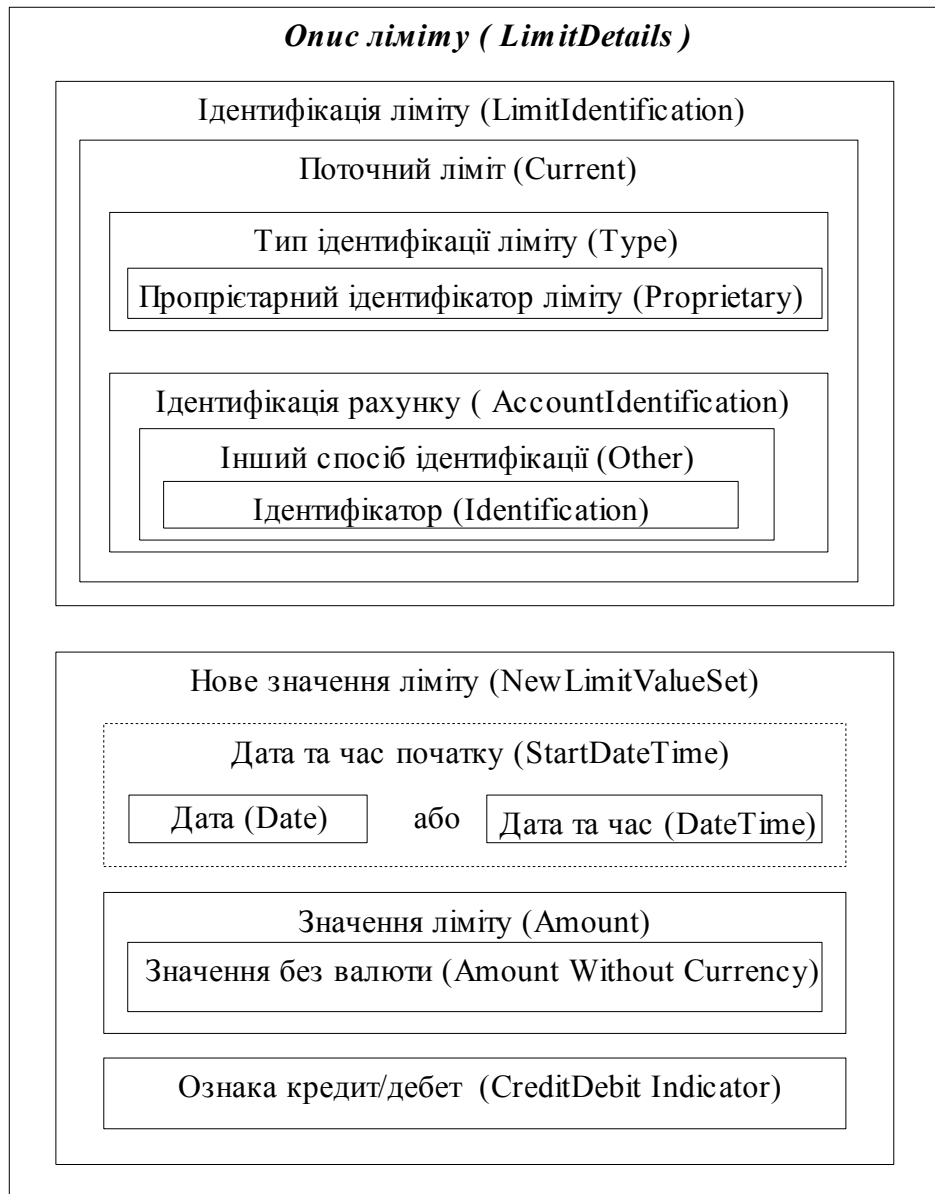 Опис ліміту ( LimitDetails )
Ідентифікація ліміту (LimitIdentification)
Поточний ліміт (Current)
Тип ідентифікації ліміту (Type)
Пропрієтарний ідентифікатор ліміту (Proprietary)
Ідентифікація рахунку ( AccountIdentification)
Інший спосіб ідентифікації (Other)
Ідентифікатор (Identification)
Нове значення ліміту (NewLimitValueSet)
Дата та час початку (StartDateTime)
Дата (Date) або Дата та час (DateTime)
Значення ліміту (Amount)
Значення без валюти (Amount Without Currency)
Ознака кредит/дебет (CreditDebit Indicator)